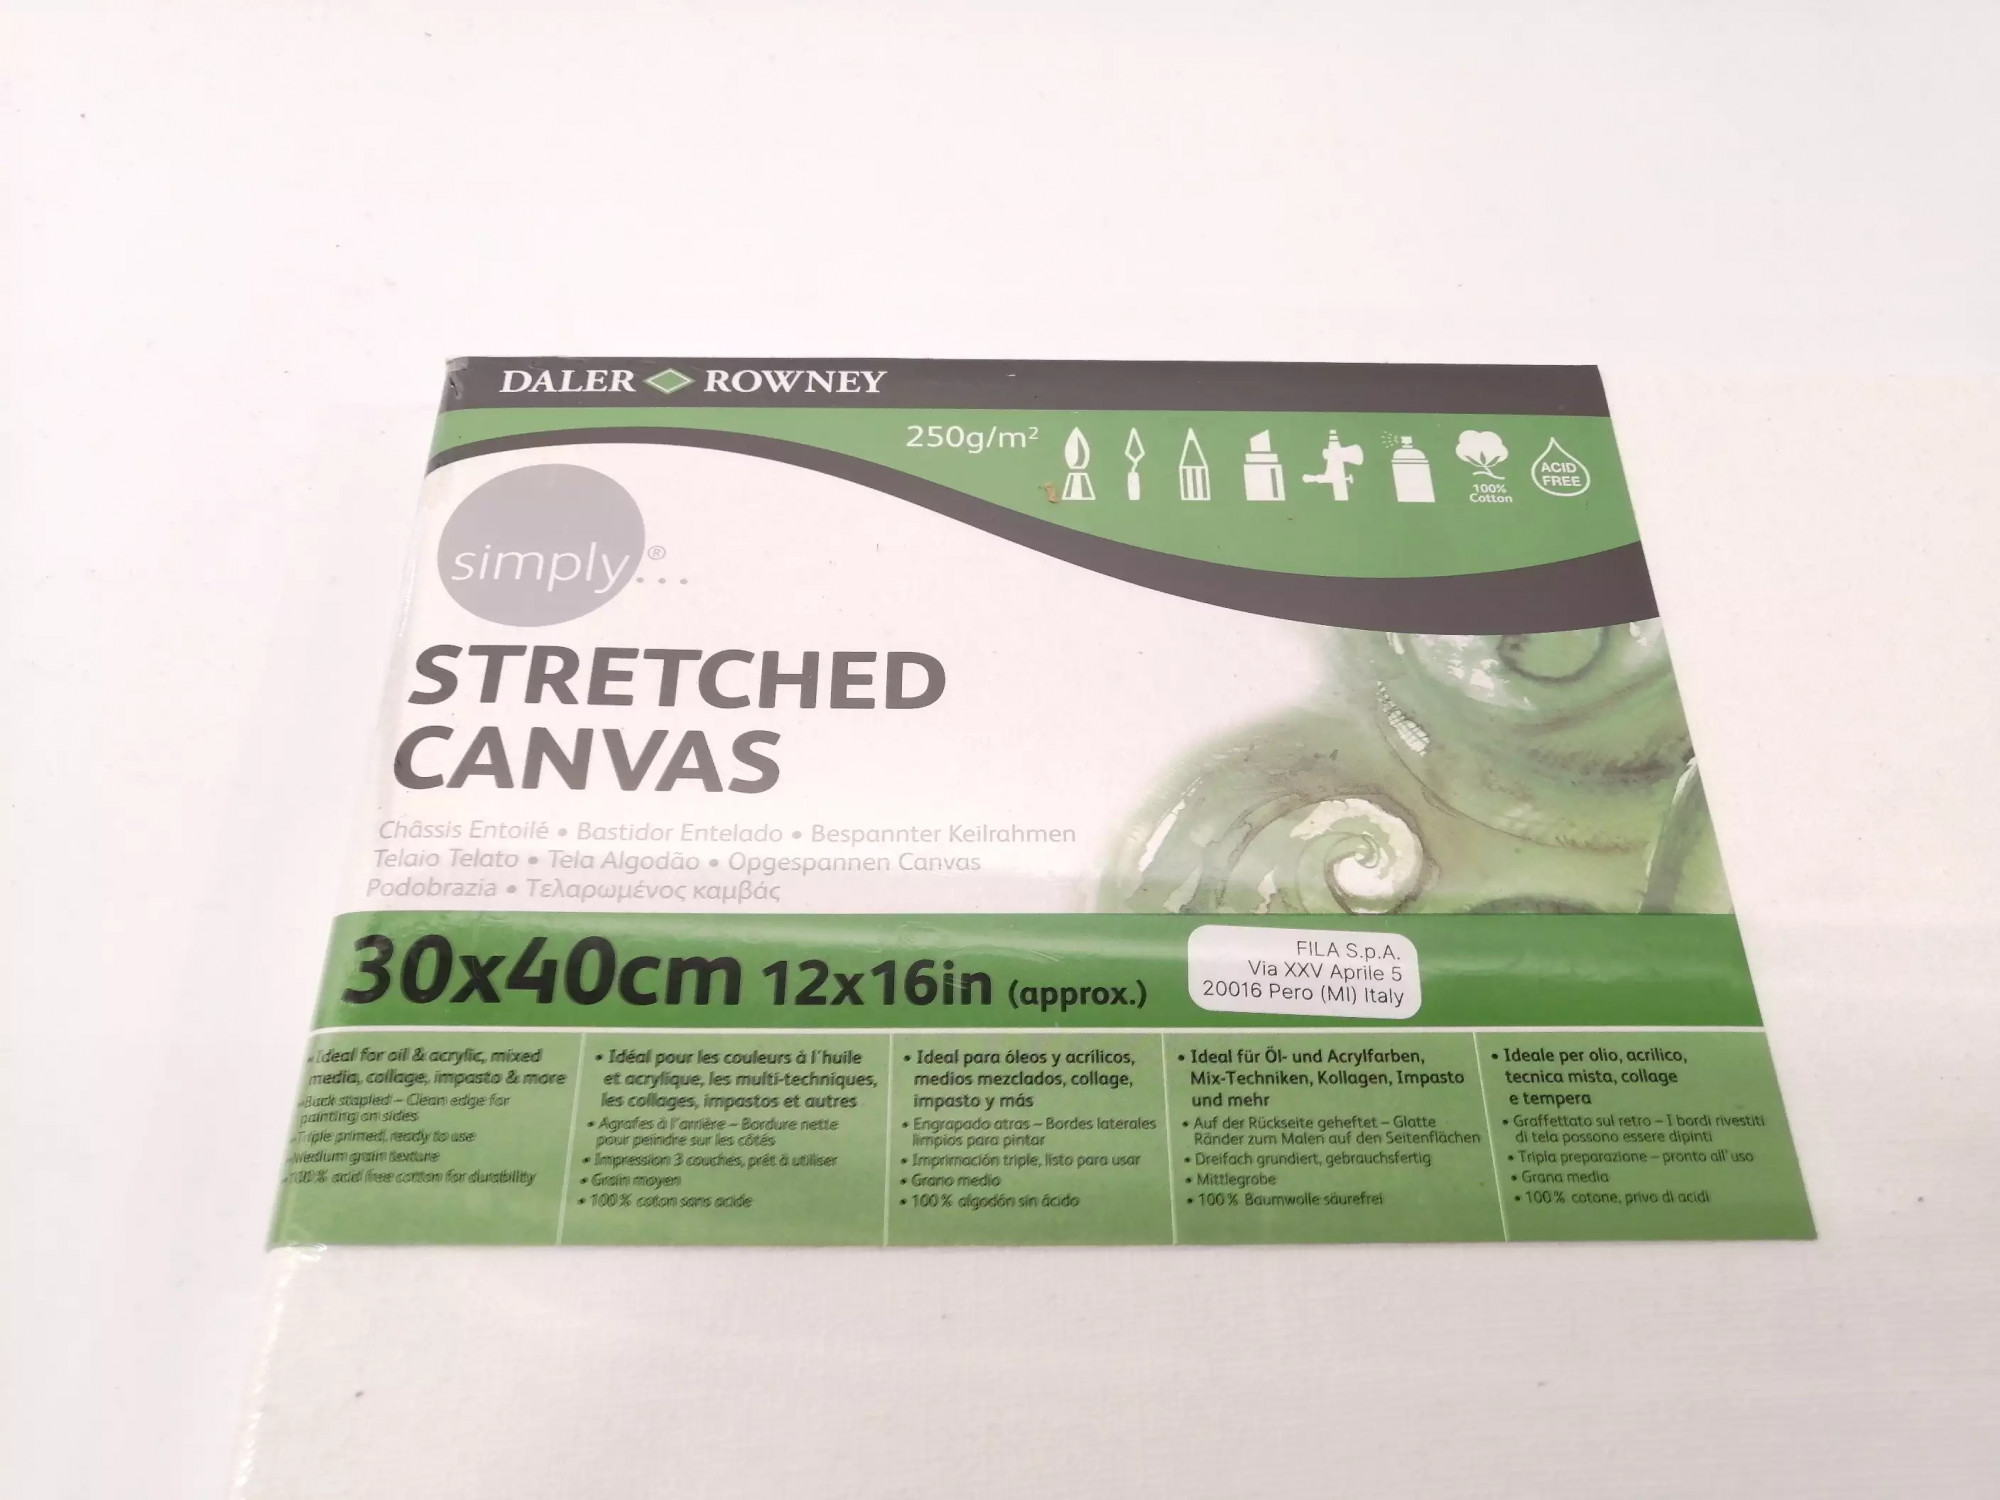 DALER ROWNEY
250g/m²
100%
Cotton
ACID
FREE
simply®...
STRETCHED
CANVAS
Châssis Entoilé • Bastidor Entelado • Bespannter Keilrahmen
Telaio Telato • Tela Algodão • Opgespannen Canvas
Podobrazia • Τελαρωμένος καμβάς
30x40cm 12x16in (approx.)
FILA S.p.A.
Via XXV Aprile 5
20016 Pero (MI) Italy
• Ideal for oil & acrylic, mixed
media, collage, impasto & more
• Back stapled – Clean edge for
painting on sides
• Triple primed, ready to use
• Medium grain texture
• 100% acid free cotton for durability
• Idéal pour les couleurs à l'huile
et acrylique, les multi-techniques,
les collages, impastos et autres
• Agrafes à l'arrière – Bordure nette
pour peindre sur les côtés
• Impression 3 couches, prêt à utiliser
• Grain moyen
• 100% coton sans acide
• Ideal para óleos y acrílicos,
medios mezclados, collage,
impasto y más
• Engrapado atras – Bordes laterales
limpios para pintar
• Imprimación triple, listo para usar
• Grano medio
• 100% algodón sin ácido
• Ideal für Öl- und Acrylfarben,
Mix-Techniken, Kollagen, Impasto
und mehr
• Auf der Rückseite geheftet – Glatte
Ränder zum Malen auf den Seitenflächen
• Dreifach grundiert, gebrauchsfertig
• Mittlegrobe
• 100% Baumwolle säurefrei
• Ideale per olio, acrilico,
tecnica mista, collage
e tempera
• Graffettato sul retro – I bordi rivestiti
di tela possono essere dipinti
• Tripla preparazione – pronto all' uso
• Grana media
• 100% cotone, privo di acidi